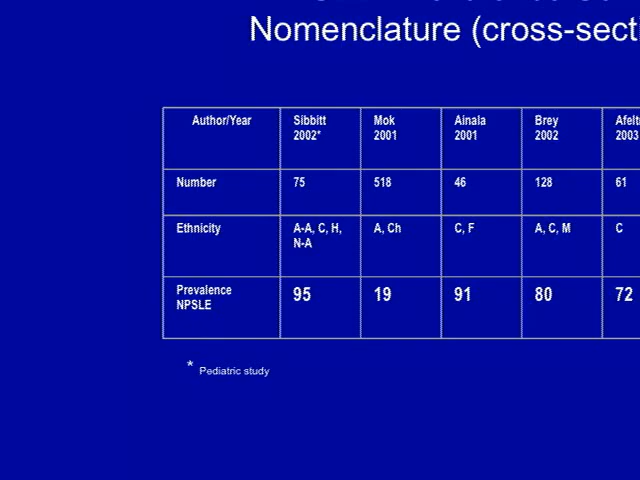 Nomenclature (cross-secti
Author/Year Sibbitt 2002* Mok 2001 Ainala 2001 Brey 2002 Afelt 2003
Number 75 518 46 128 61
Ethnicity A-A, C, H, N-A A, Ch C, F A, C, M C
Prevalence NPSLE 95 19 91 80 72
* Pediatric study